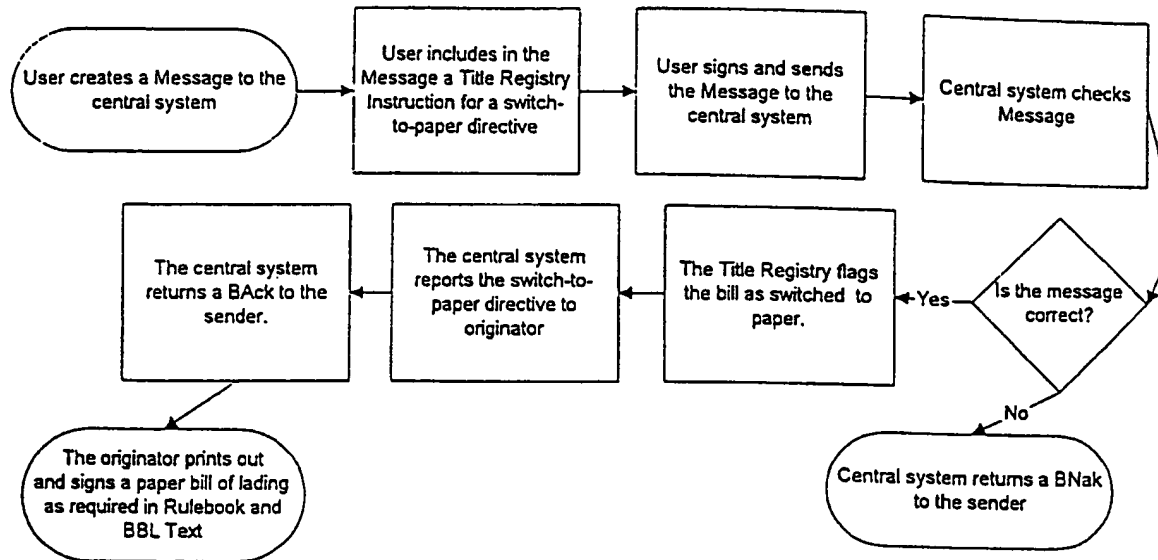 User creates a Message to the
central system
User includes in the
Message a Title Registry
Instruction for a switch-
to-paper directive
User signs and sends
the Message to the
central system
Central system checks
Message
Is the message
correct?
Yes
The Title Registry flags
the bill as switched to
paper.
The central system
reports the switch-to-
paper directive to
originator
The central system
returns a BAck to the
sender.
The originator prints out
and signs a paper bill of lading
as required in Rulebook and
BBL Text
No
Central system returns a BNak
to the sender